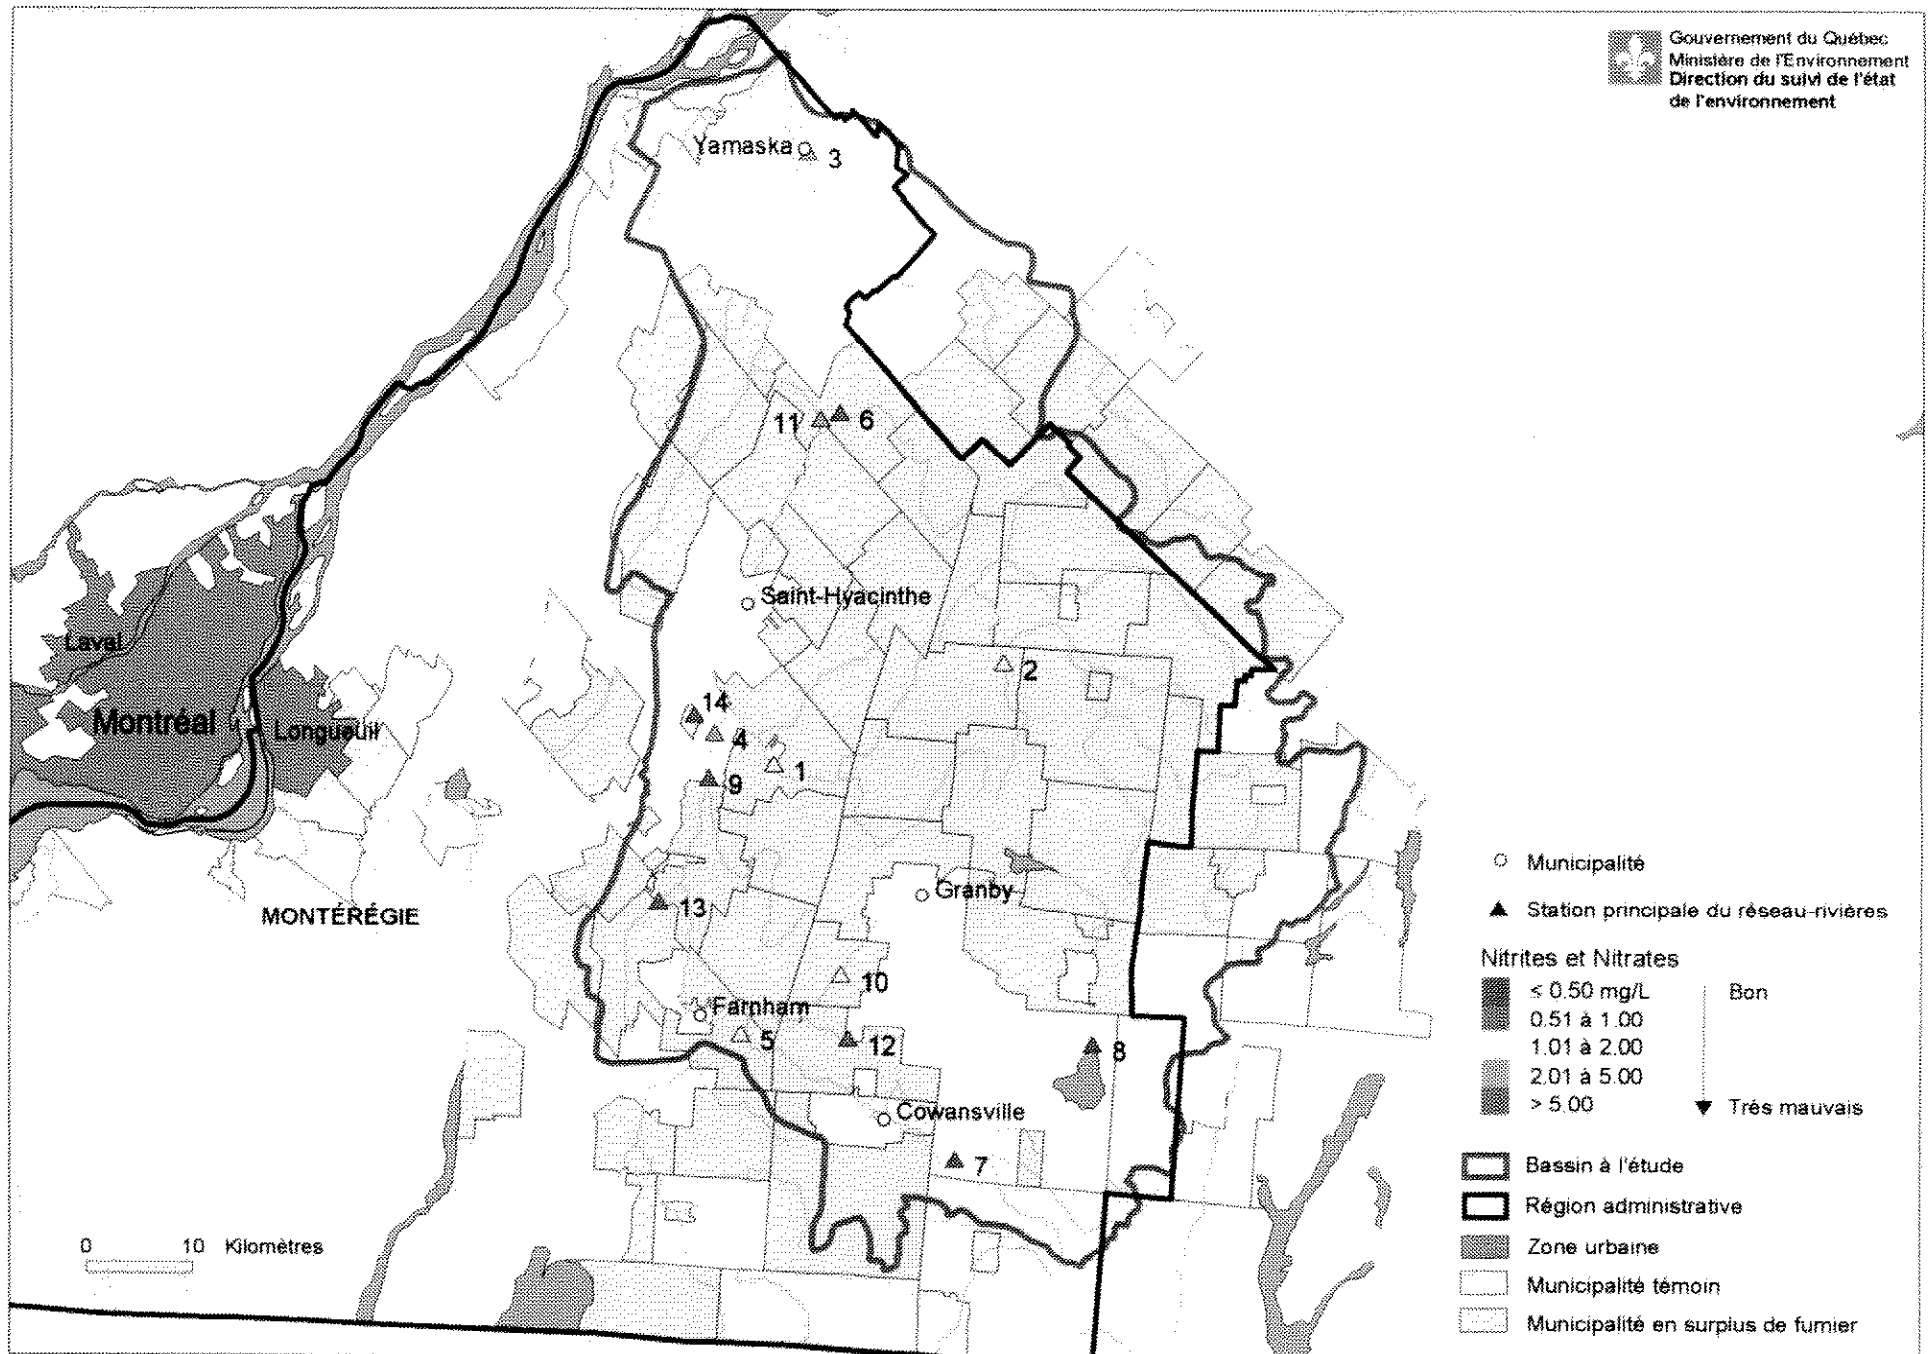 Gouvernement du Québec
Ministère de l'Environnement
Direction du suivi de l'état
de l'environnement
Yamaska
3
11
6
Saint-Hyacinthe
2
Laval
Montréal
Longueuil
14
4
1
9
Granby
MONTÉRÉGIE
13
10
Farnham
5
12
8
Cowansville
7
0 10 Kilomètres
Municipalité
Station principale du réseau-rivières
Nitrites et Nitrates
≤ 0.50 mg/L
Bon
0.51 à 1.00
1.01 à 2.00
2.01 à 5.00
> 5.00
Très mauvais
Bassin à l'étude
Région administrative
Zone urbaine
Municipalité témoin
Municipalité en surplus de fumier